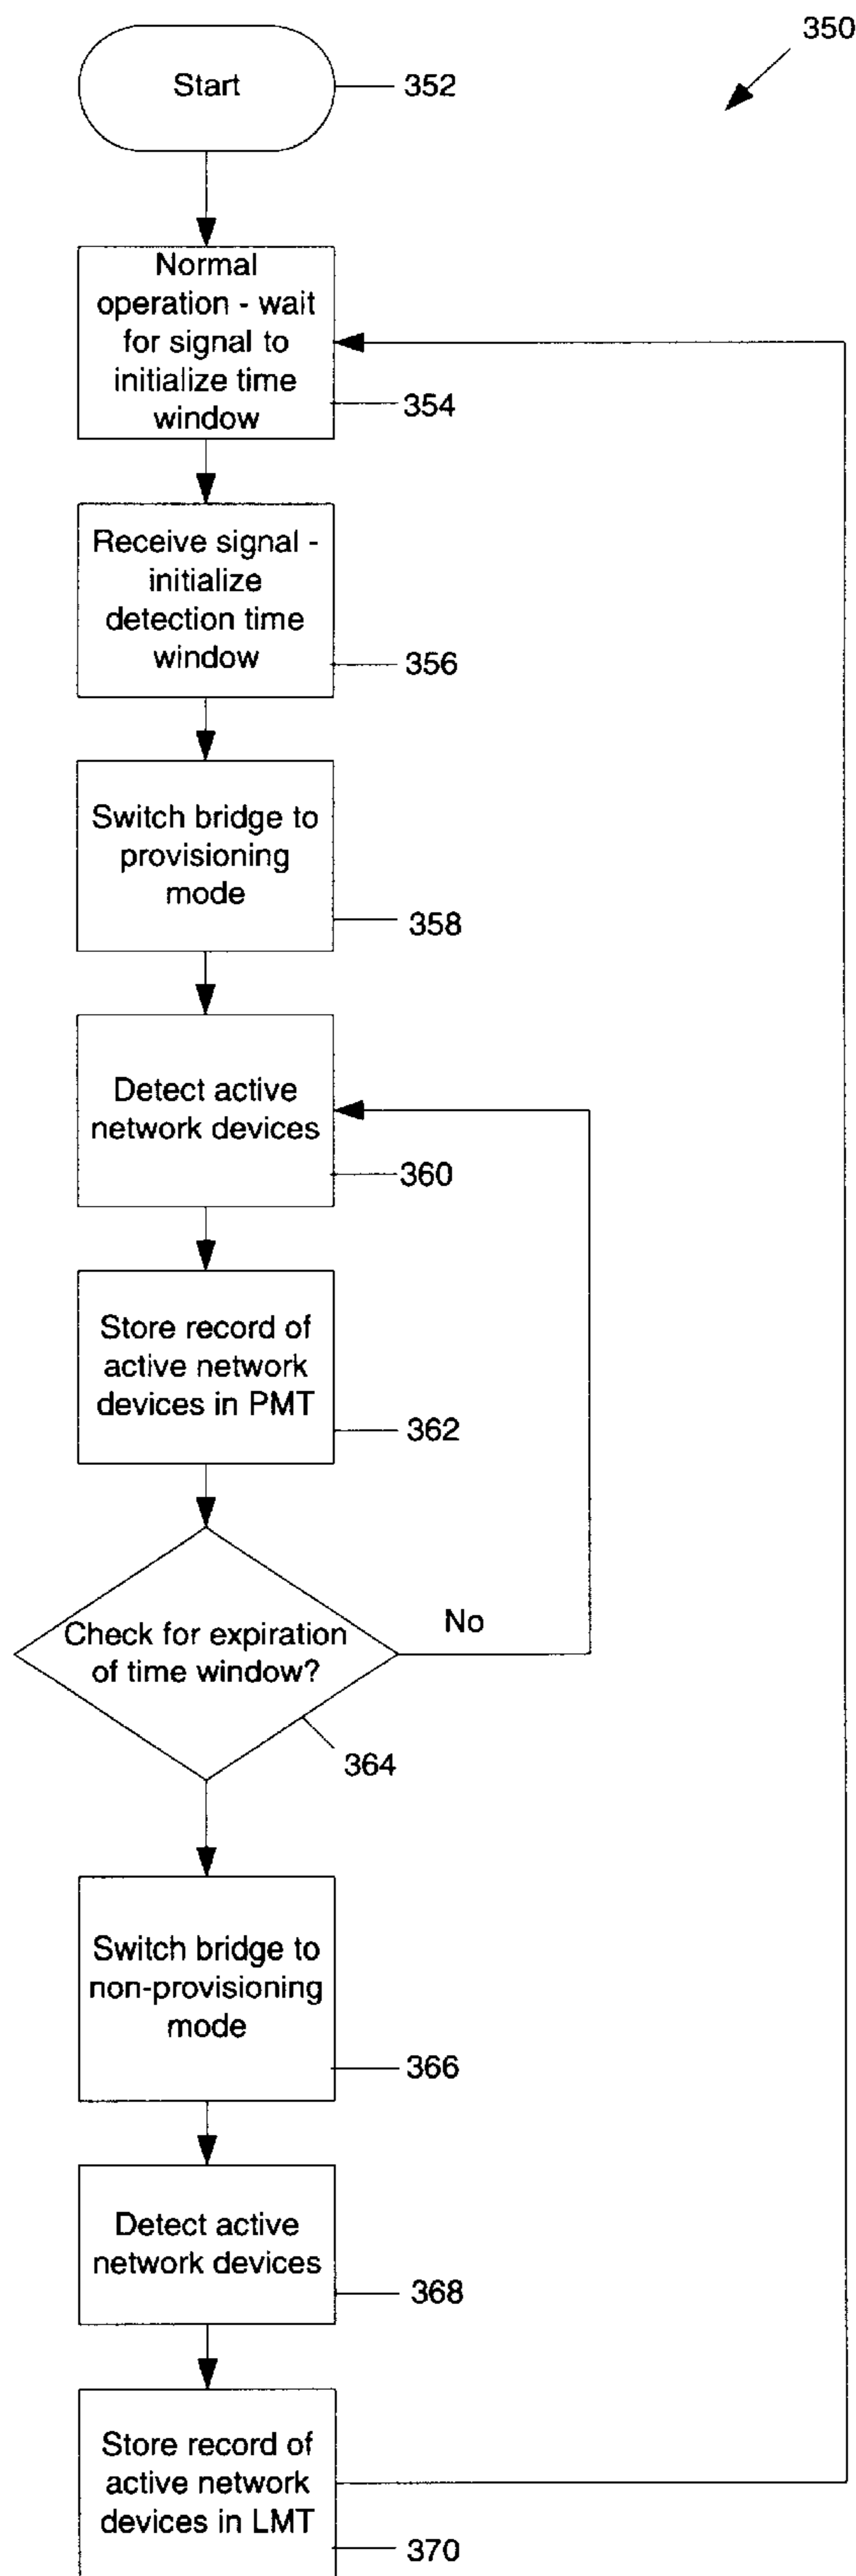 350
Start
352
Normal
operation - wait
for signal to
initialize time
window
354
Receive signal -
initialize
detection time
window
356
Switch bridge to
provisioning
mode
358
Detect active
network devices
360
Store record of
active network
devices in PMT
362
Check for expiration
of time window?
No
364
Switch bridge to
non-provisioning
mode
366
Detect active
network devices
368
Store record of
active network
devices in LMT
370